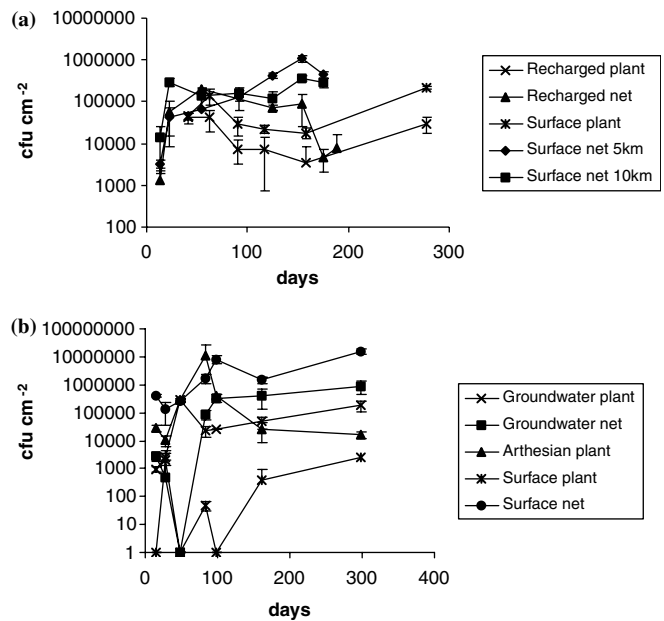 (a)
10000000
1000000
100000
10000
1000
100
cfu cm-2
0 100 200 300
days
Recharged plant
Recharged net
Surface plant
Surface net 5km
Surface net 10km
(b)
100000000
10000000
1000000
100000
10000
1000
100
10
1
cfu cm-2
0 100 200 300 400
days
Groundwater plant
Groundwater net
Arthesian plant
Surface plant
Surface net